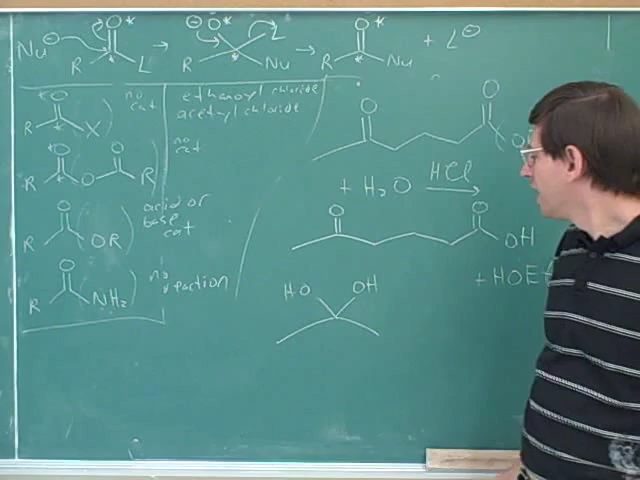 Nu⊖ R O* L → R ⊖O* L Nu → R O* Nu + L⊖
R O X no cat
ethanoyl chloride
acetyl chloride
R O O O R no cat
R O OR acid or base cat
R O NH₂ no reaction
O O
+ H₂O HCl →
O O OH
+ HOE
HO OH